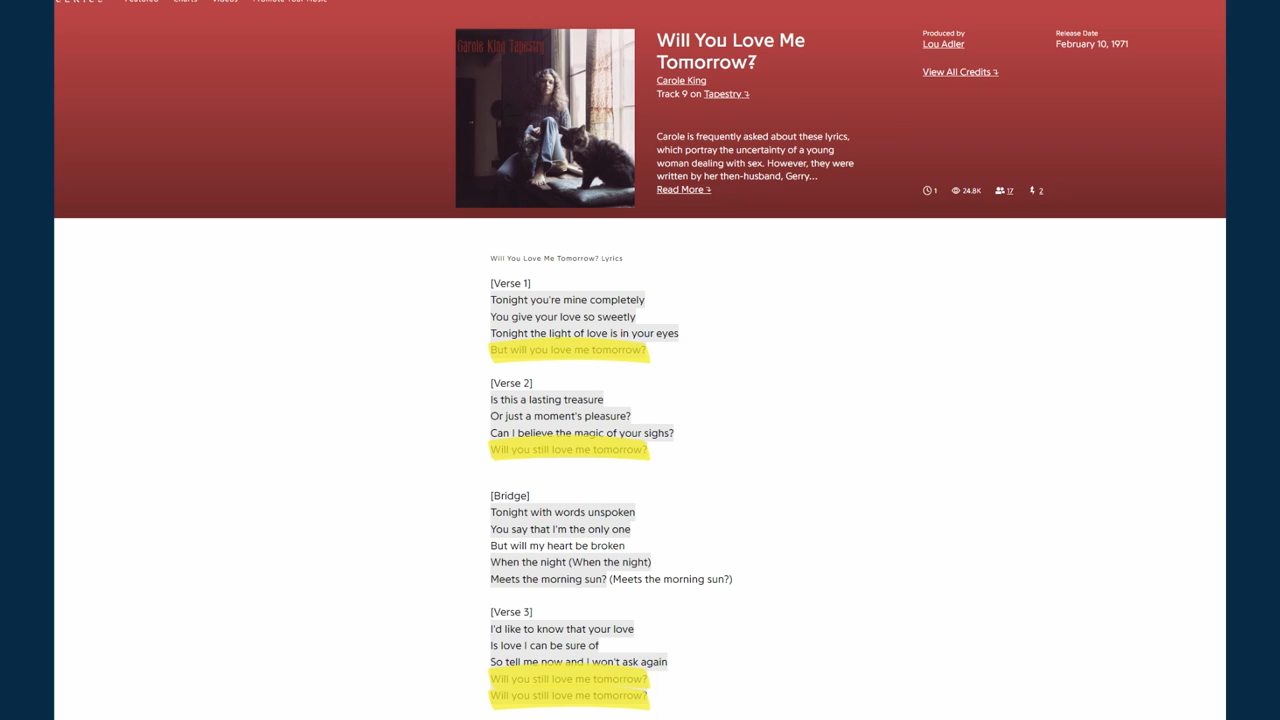 Featured Charts Videos Promote Your Music
Carole King Tapestry
Will You Love Me
Tomorrow?
Carole King
Track 9 on Tapestry
Carole is frequently asked about these lyrics,
which portray the uncertainty of a young
woman dealing with sex. However, they were
written by her then-husband, Gerry...
Read More
Produced by
Lou Adler
View All Credits
Release Date
February 10, 1971
1 24.8K 17 2
Will You Love Me Tomorrow? Lyrics
[Verse 1]
Tonight you're mine completely
You give your love so sweetly
Tonight the light of love is in your eyes
But will you love me tomorrow?
[Verse 2]
Is this a lasting treasure
Or just a moment's pleasure?
Can I believe the magic of your sighs?
Will you still love me tomorrow?
[Bridge]
Tonight with words unspoken
You say that I'm the only one
But will my heart be broken
When the night (When the night)
Meets the morning sun? (Meets the morning sun?)
[Verse 3]
I'd like to know that your love
Is love I can be sure of
So tell me now and I won't ask again
Will you still love me tomorrow?
Will you still love me tomorrow?